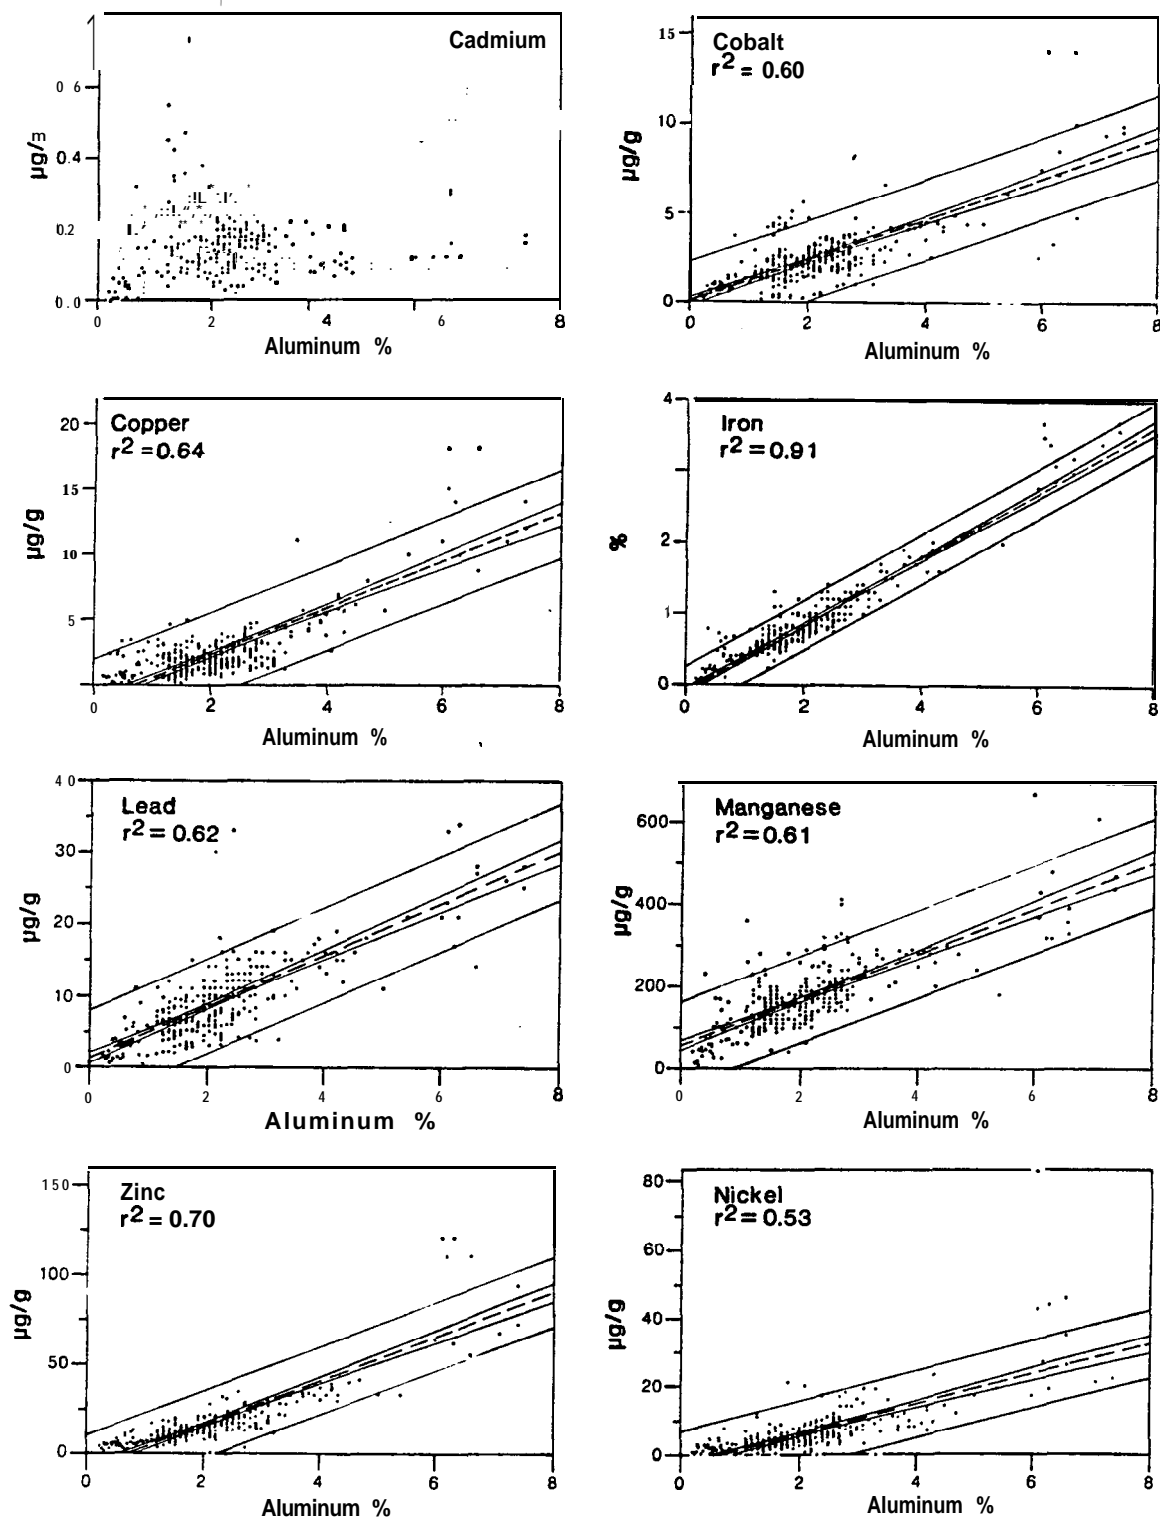 Cadmium
0 6
0.4
0.2
0.0
µg/
0
2
4
6
8
Aluminum %
Cobalt
r² = 0.60
15
10
5
0
µg/g
0
2
4
6
8
Aluminum %
Copper
r² =0.64
20
15
10
5
µg/g
0
2
4
6
8
Aluminum %
Iron
r²=0.91
4
2
1
0
%
0
2
4
6
8
Aluminum %
Lead
r²= 0.62
4 0
30
20
10
0
µg/g
0
2
4
6
8
Aluminum %
Manganese
r²=0.61
600
400
200
0
µg/g
0
2
4
6
8
Aluminum %
Zinc
r² = 0.70
150
100
50
0
µg/g
0
2
4
6
8
Aluminum %
Nickel
r²=0.53
80
60
40
20
0
µg/g
0
2
4
6
8
Aluminum %